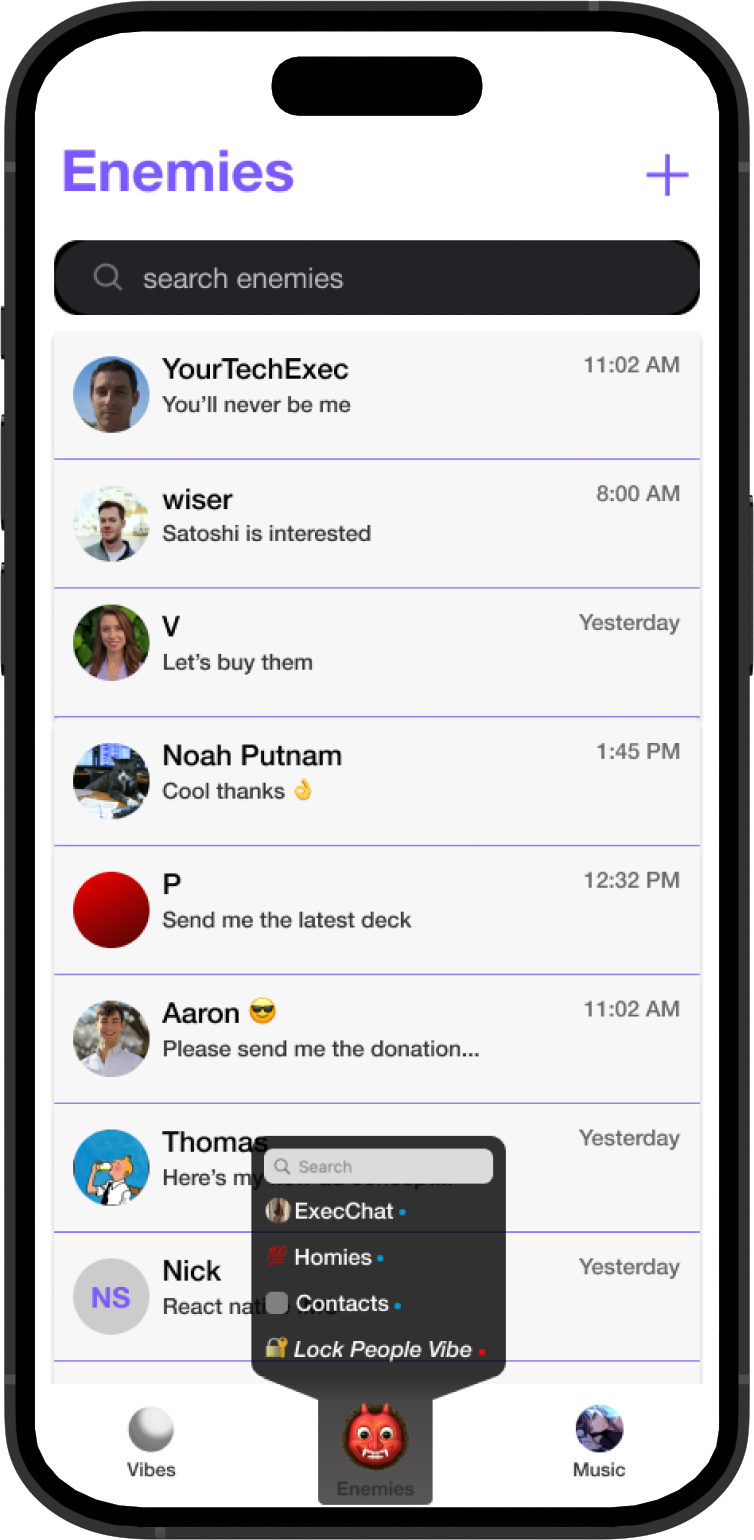 Enemies
search enemies
YourTechExec
11:02 AM
You’ll never be me
wiser
8:00 AM
Satoshi is interested
V
Yesterday
Let’s buy them
Noah Putnam
1:45 PM
Cool thanks 👌
P
12:32 PM
Send me the latest deck
Aaron 😎
11:02 AM
Please send me the donation...
Thomas
Yesterday
Here’s my
Search
ExecChat
Nick
Yesterday
💯 Homies
React
Contacts
🔐 Lock People Vibe
NS
Vibes
Enemies
Music